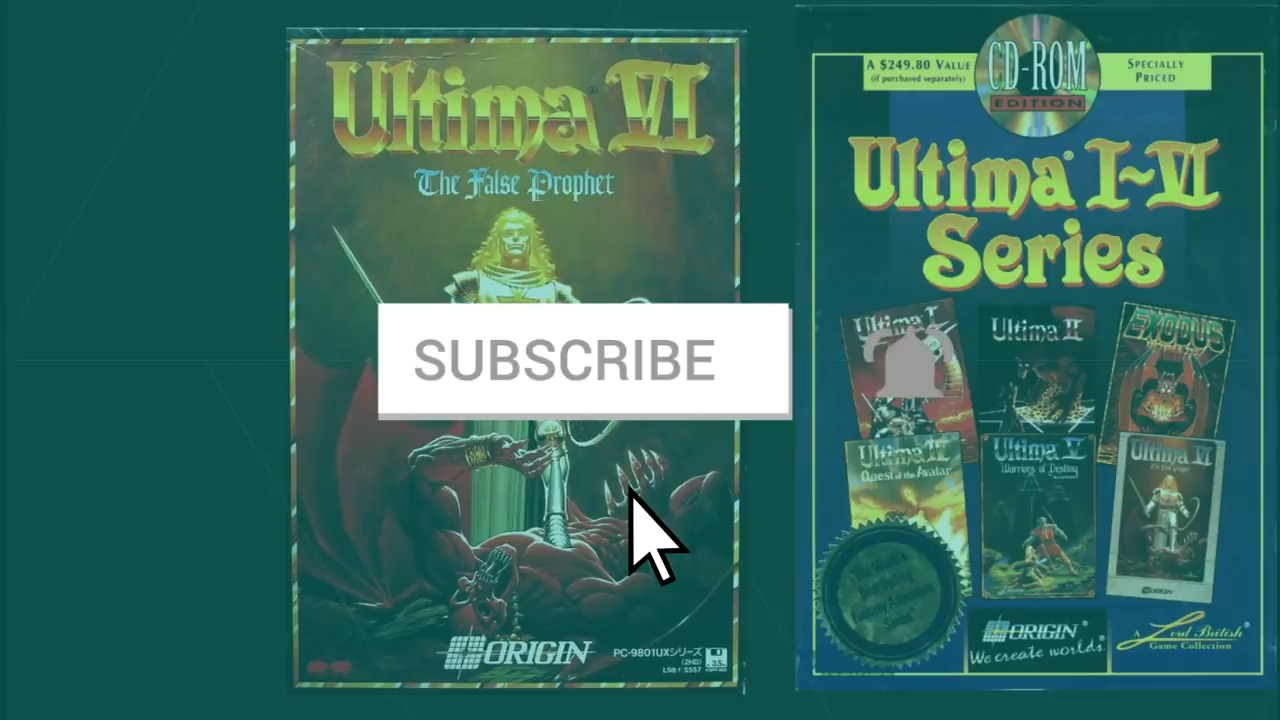 Ultima VI
The False Prophet
SUBSCRIBE
ORIGIN
PC-9801UXシリーズ
(2HD)
3.5
A $249.80 VALUE
(if purchased separately)
CD-ROM
EDITION
SPECIALLY
PRICED
Ultima® I~VI
Series
Ultima I
Ultima II
EXODUS
Ultima IV
Quest of the Avatar
Ultima V
Warriors of Destiny
Ultima VI
ORIGIN
ORIGIN®
We create worlds.
A Lord British®
Game Collection